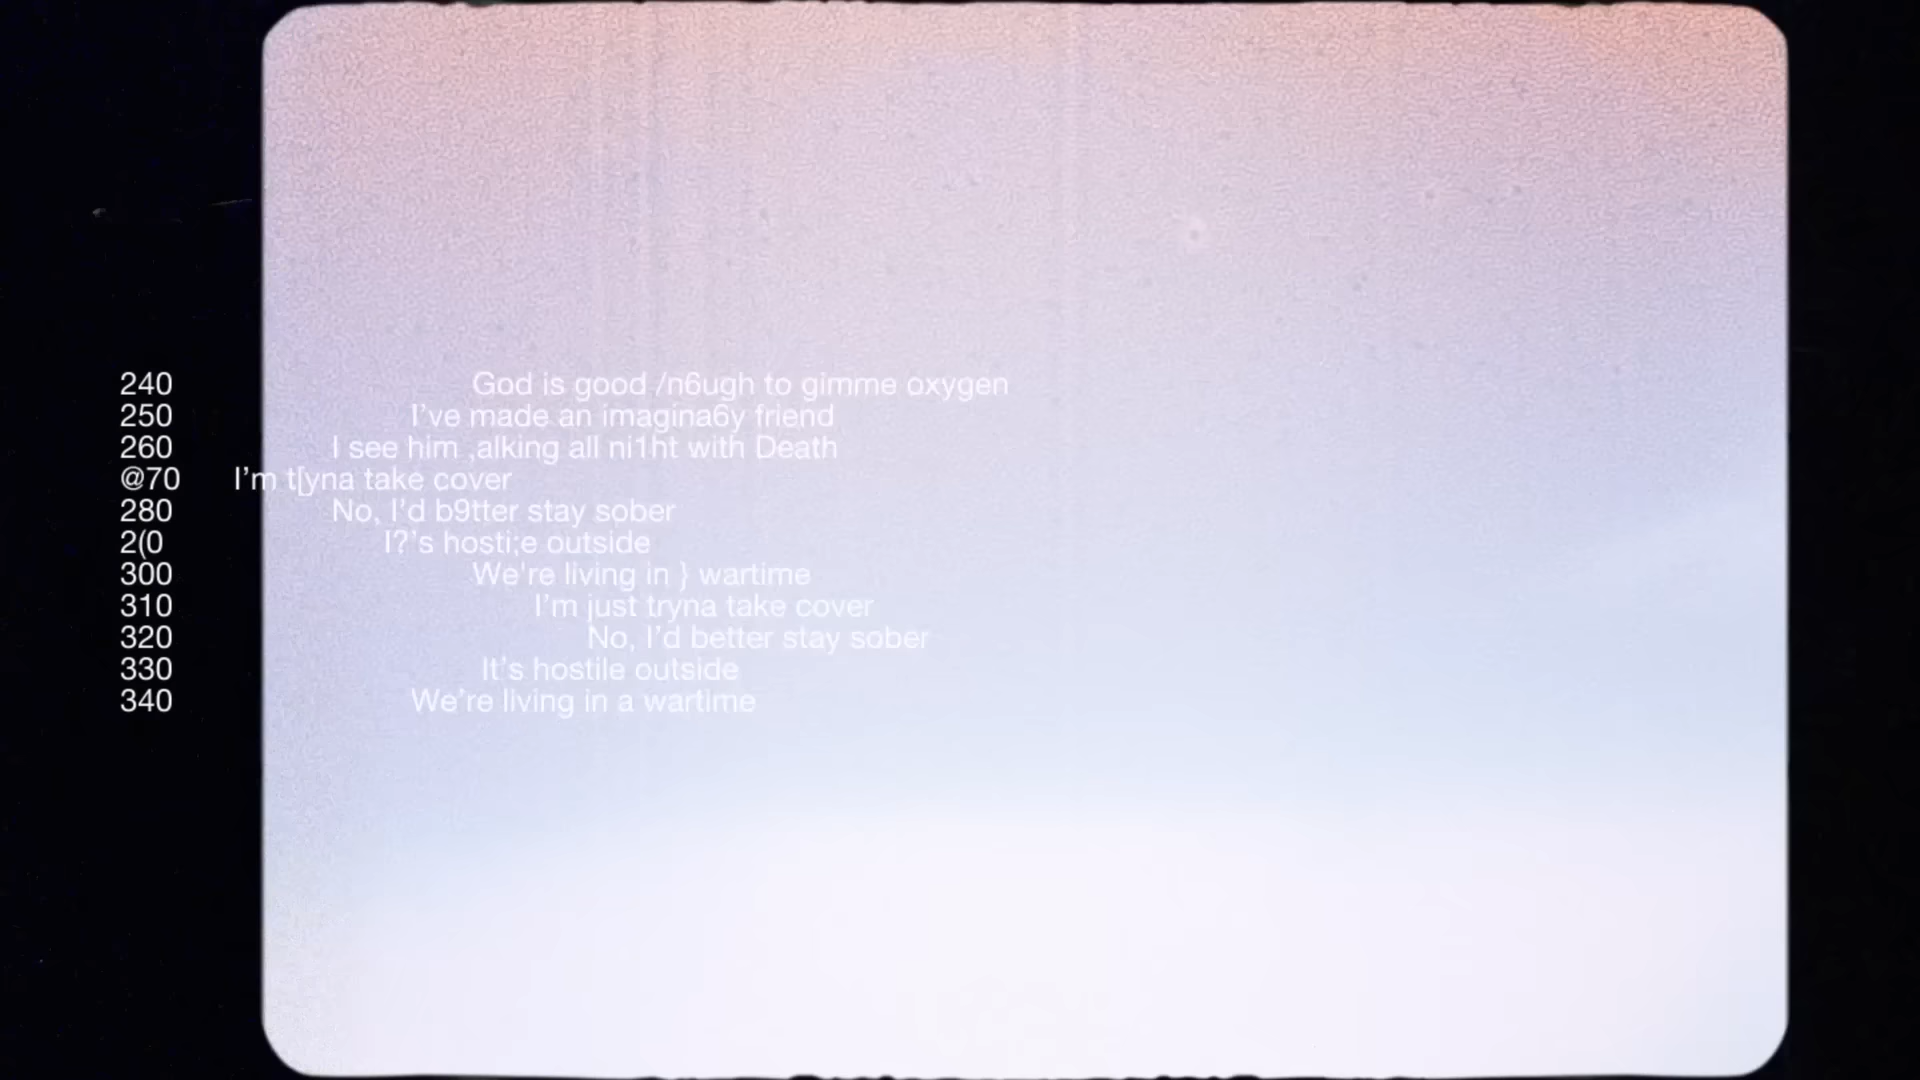 240 God is good /n6ugh to gimme oxygen
250 I’ve made an imagina6y friend
260 I see him ,alking all ni1ht with Death
@70 I’m t[yna take cover
280 No, I’d b9tter stay sober
2(0 I?’s hosti;e outside
300 We're living in } wartime
310 I’m just tryna take cover
320 No, I’d better stay sober
330 It’s hostile outside
340 We’re living in a wartime